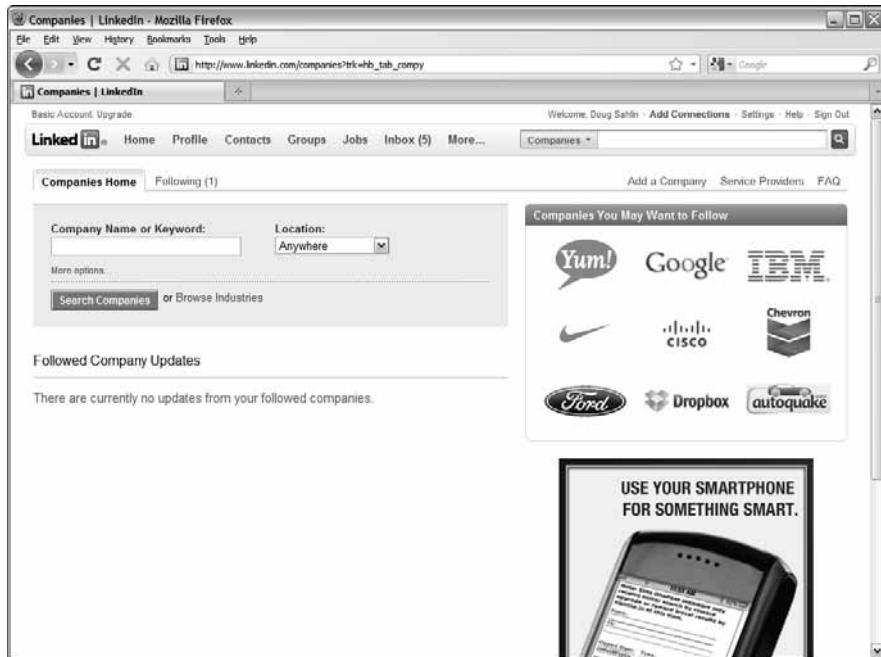 Companies | LinkedIn - Mozilla Firefox
File Edit View History Bookmarks Tools Help
http://www.linkedin.com/companies?trk=hb_tab_compy
Google
Companies | LinkedIn
Basic Account: Upgrade
Welcome, Doug Sahlin · Add Connections · Settings · Help · Sign Out
Linked in® Home Profile Contacts Groups Jobs Inbox (5) More...
Companies
Companies Home Following (1)
Add a Company Service Providers FAQ
Company Name or Keyword: Location:
Anywhere
More options...
Search Companies or Browse Industries
Followed Company Updates
There are currently no updates from your followed companies.
Companies You May Want to Follow
Yum! Google IBM®
CISCO Chevron
Ford Dropbox autoquake
USE YOUR SMARTPHONE
FOR SOMETHING SMART.